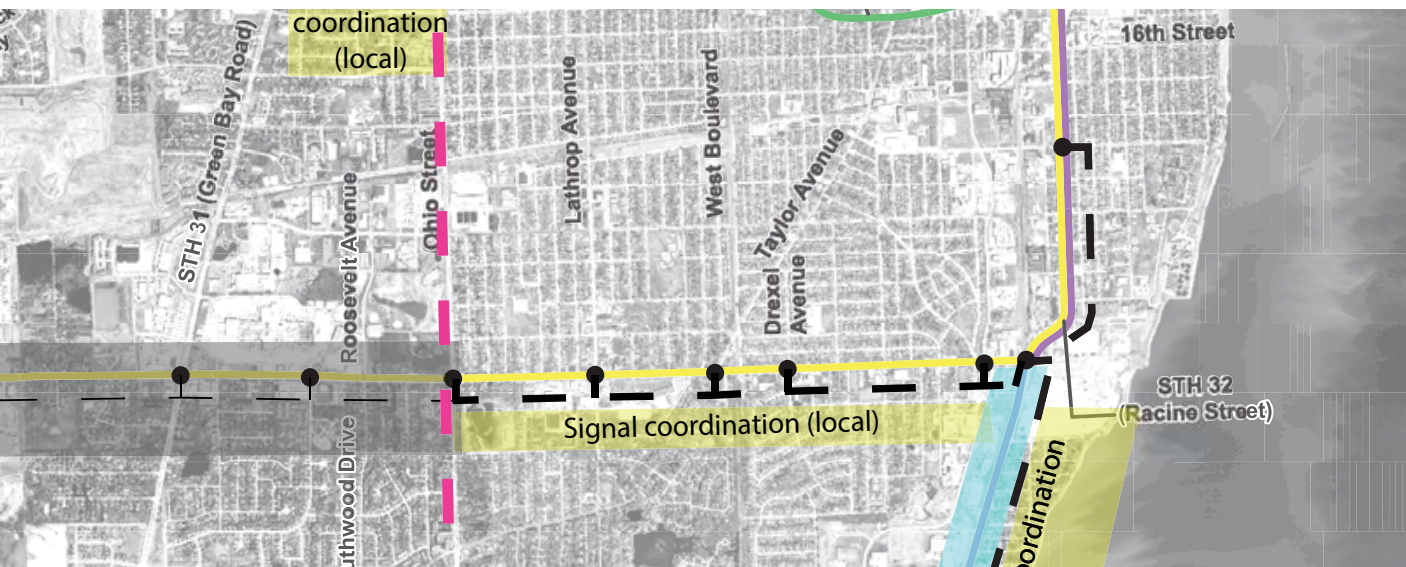 coordination
(local)
16th Street
STH 31 (Green Bay Road)
Roosevelt Avenue
Ohio Street
Lathrop Avenue
West Boulevard
Taylor Avenue
Drexel
Avenue
STH 32
(Racine Street)
Signal coordination (local)
uthwood Drive
oordination